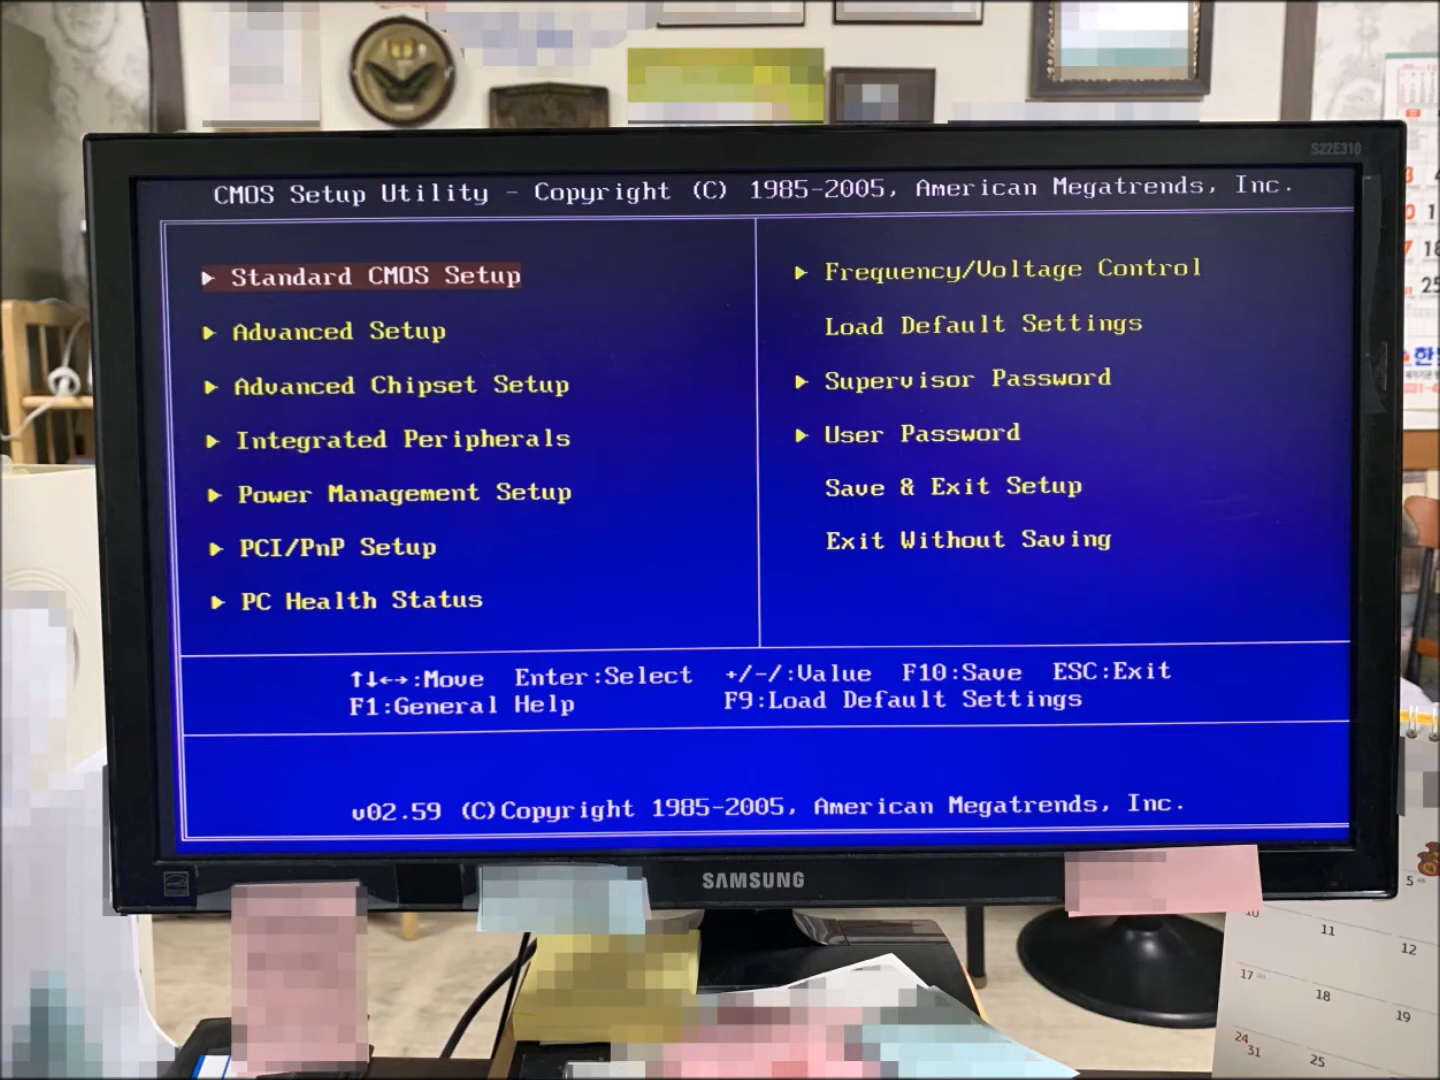 S22E310
CMOS Setup Utility - Copyright (C) 1985-2005, American Megatrends, Inc.
▶ Standard CMOS Setup
▶ Advanced Setup
▶ Advanced Chipset Setup
▶ Integrated Peripherals
▶ Power Management Setup
▶ PCI/PnP Setup
▶ PC Health Status
▶ Frequency/Voltage Control
Load Default Settings
▶ Supervisor Password
▶ User Password
Save & Exit Setup
Exit Without Saving
↑↓←→:Move Enter:Select +/-/:Value F10:Save ESC:Exit
F1:General Help F9:Load Default Settings
v02.59 (C)Copyright 1985-2005, American Megatrends, Inc.
SAMSUNG
18
25
5
10 11 12
17 18 19
24 31 25